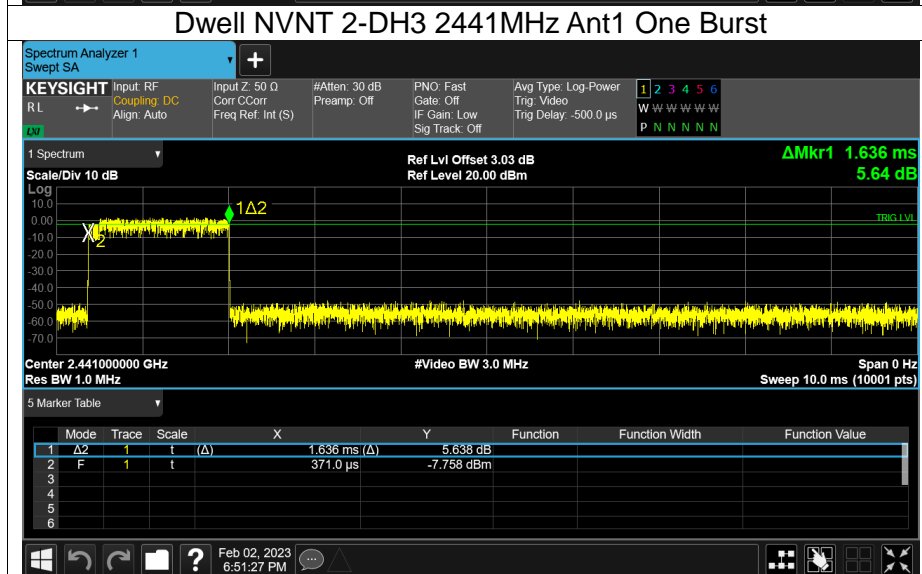 Dwell NVNT 2-DH3 2441MHz Ant1 One Burst
Spectrum Analyzer 1
Swept SA
+
KEYSIGHT
R L
LXI
Input: RF
Coupling: DC
Align: Auto
Input Z: 50 Ω
Corr CCorr
Freq Ref: Int (S)
#Atten: 30 dB
Preamp: Off
PNO: Fast
Gate: Off
IF Gain: Low
Sig Track: Off
Avg Type: Log-Power
Trig: Video
Trig Delay: -500.0 µs
1 2 3 4 5 6
W W W W W W
P N N N N N
1 Spectrum
Scale/Div 10 dB
Ref Lvl Offset 3.03 dB
Ref Level 20.00 dBm
ΔMkr1 1.636 ms
5.64 dB
Log
10.0
0.00
-10.0
-20.0
-30.0
-40.0
-50.0
-60.0
-70.0
1Δ2
X2
TRIG LVL
Center 2.441000000 GHz
Res BW 1.0 MHz
#Video BW 3.0 MHz
Span 0 Hz
Sweep 10.0 ms (10001 pts)
5 Marker Table
Mode Trace Scale X Y Function Function Width Function Value
1 Δ2 1 t (Δ) 1.636 ms (Δ) 5.638 dB
2 F 1 t 371.0 µs -7.758 dBm
3
4
5
6
?
Feb 02, 2023
6:51:27 PM